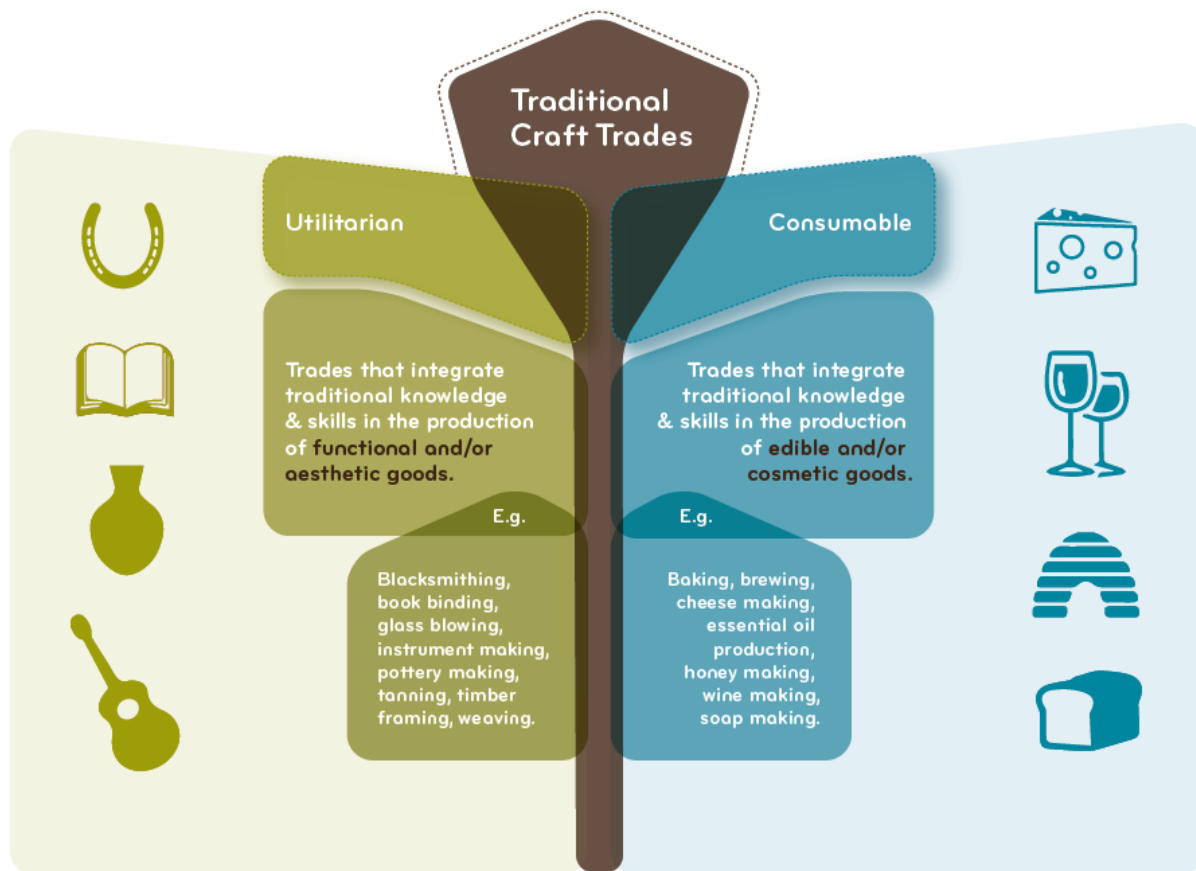 Traditional
Craft Trades
Utilitarian
Trades that integrate
traditional knowledge
& skills in the production
of functional and/or
aesthetic goods.
E.g.
Blacksmithing,
book binding,
glass blowing,
instrument making,
pottery making,
tanning, timber
framing, weaving.
Consumable
Trades that integrate
traditional knowledge
& skills in the production
of edible and/or
cosmetic goods.
E.g.
Baking, brewing,
cheese making,
essential oil
production,
honey making,
wine making,
soap making.